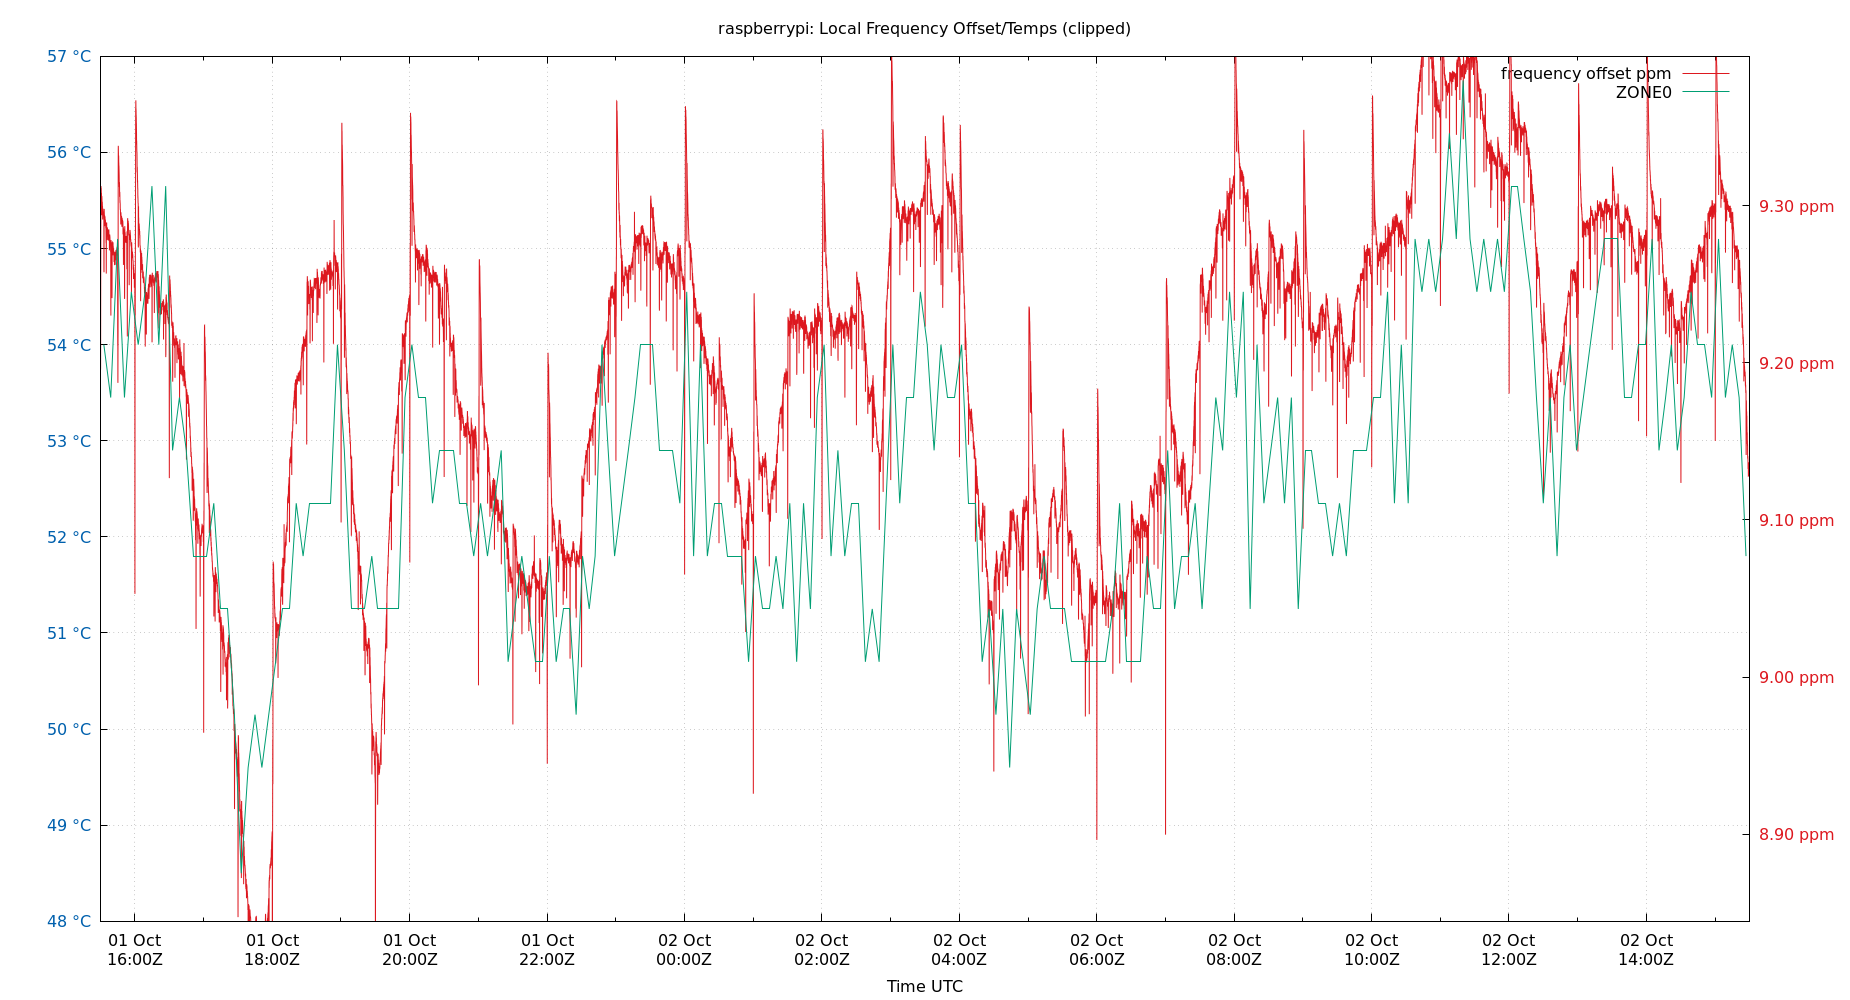 raspberrypi: Local Frequency Offset/Temps (clipped)
57 °C
56 °C
55 °C
54 °C
53 °C
52 °C
51 °C
50 °C
49 °C
48 °C
frequency offset ppm
ZONE0
9.30 ppm
9.20 ppm
9.10 ppm
9.00 ppm
8.90 ppm
01 Oct
16:00Z
01 Oct
18:00Z
01 Oct
20:00Z
01 Oct
22:00Z
02 Oct
00:00Z
02 Oct
02:00Z
02 Oct
04:00Z
02 Oct
06:00Z
02 Oct
08:00Z
02 Oct
10:00Z
02 Oct
12:00Z
02 Oct
14:00Z
Time UTC